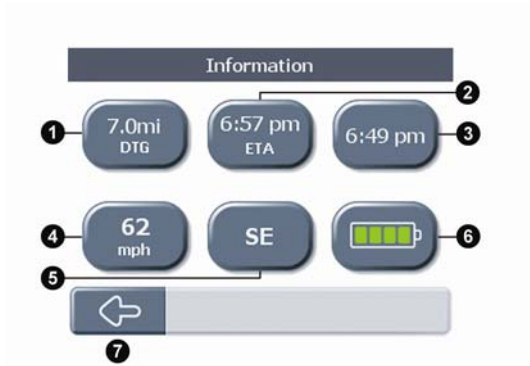 Information
2
1
7.0mi
DTG
6:57 pm
ETA
6:49 pm
3
4
62
mph
SE
6
5
7